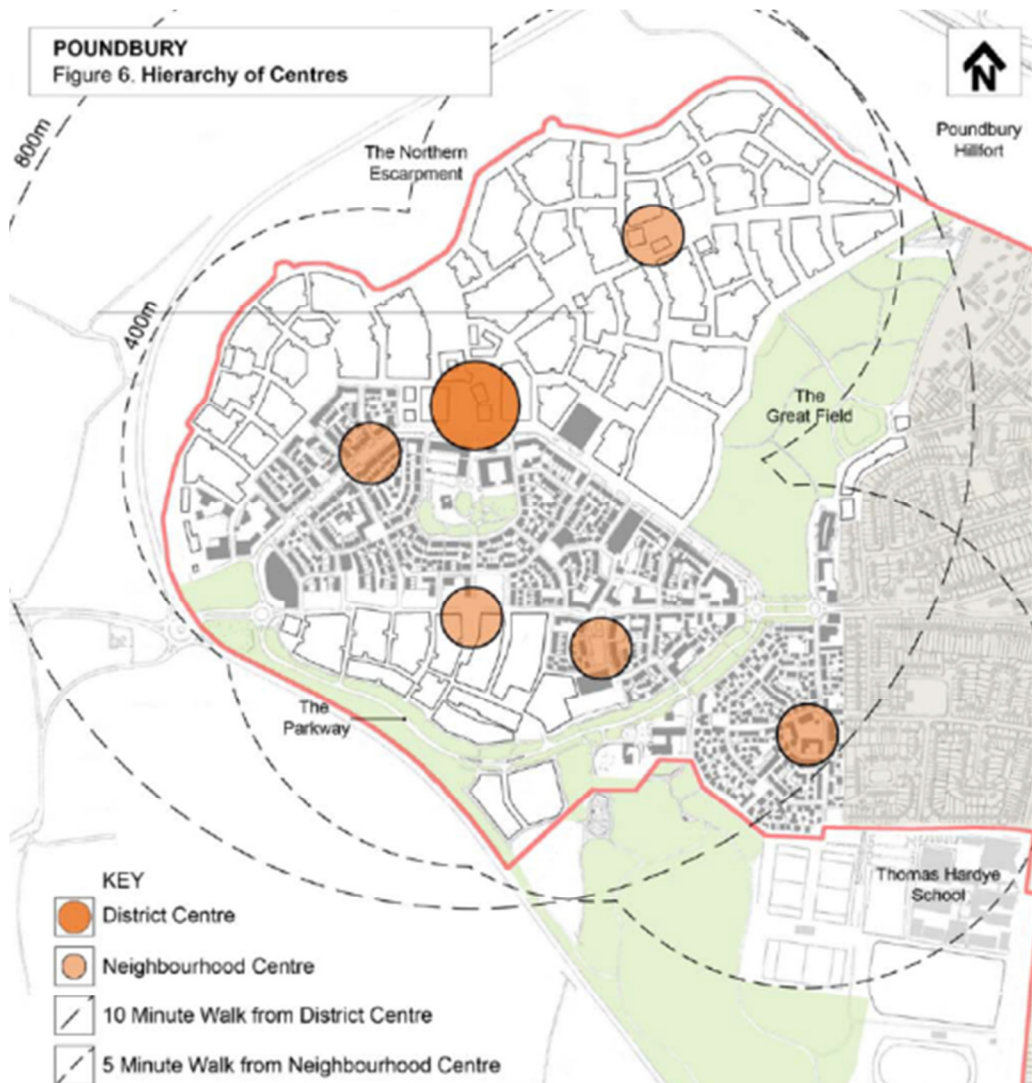 POUNDBURY
Figure 6. Hierarchy of Centres
N
Poundbury
Hillfort
800m
The Northern
Escarpment
400m
The
Great Field
The
Parkway
Thomas Hardye
School
KEY
District Centre
Neighbourhood Centre
10 Minute Walk from District Centre
5 Minute Walk from Neighbourhood Centre